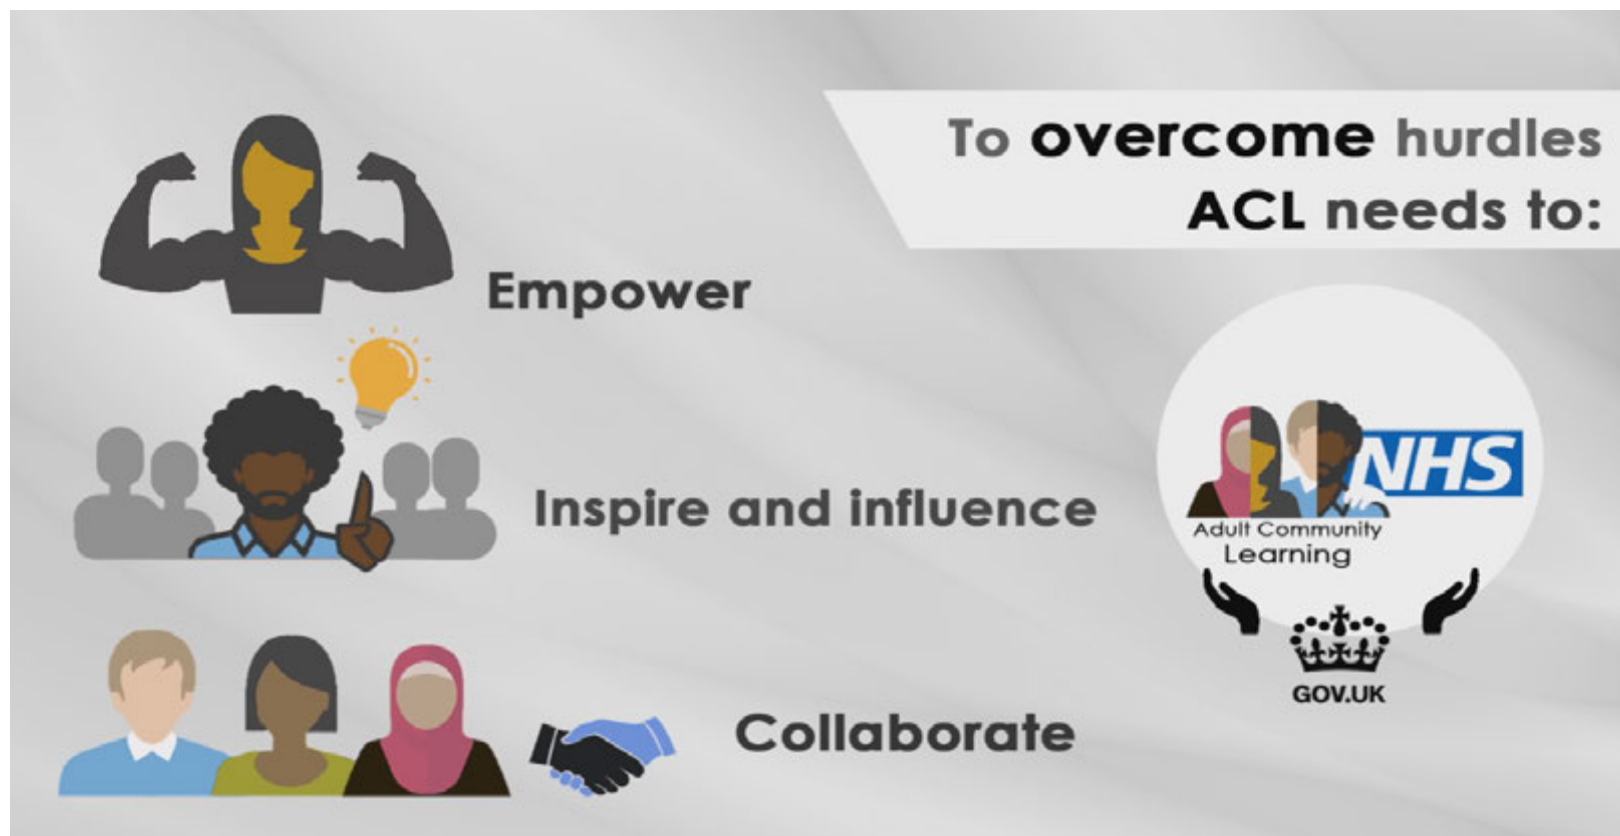 To overcome hurdles
ACL needs to:
Empower
Inspire and influence
Collaborate
NHS
Adult Community
Learning
GOV.UK